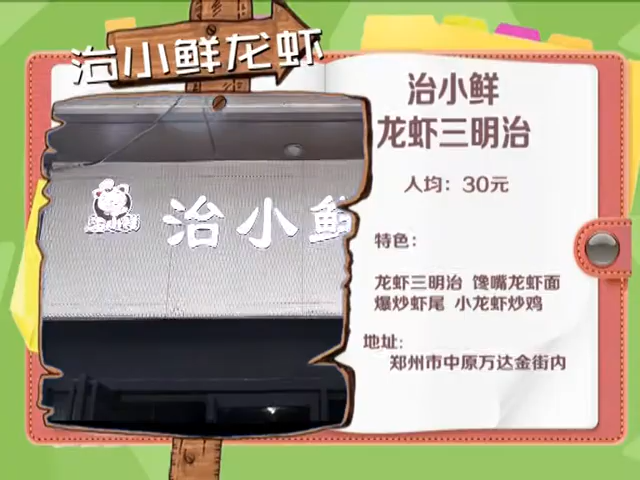 治小鲜龙虾
治小鲜
治小鲜
龙虾三明治
人均：30元
特色：
龙虾三明治 馋嘴龙虾面
爆炒虾尾 小龙虾炒鸡
地址：
郑州市中原万达金街内